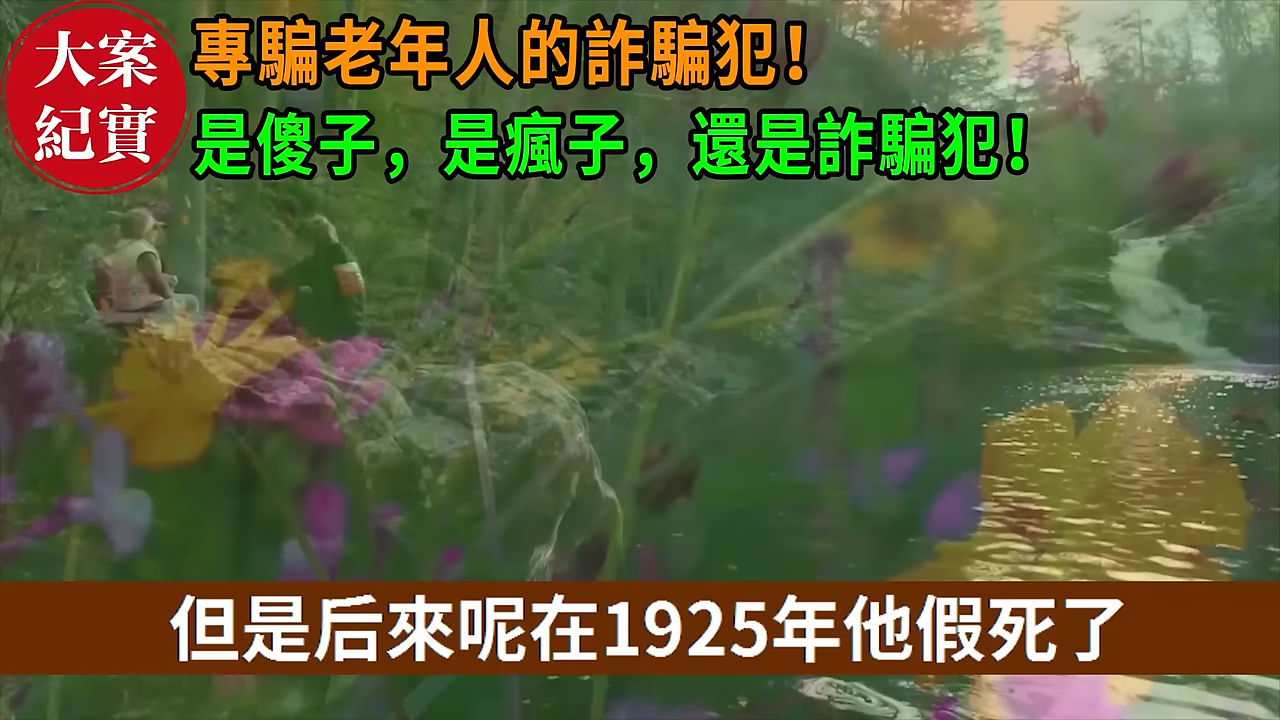 大案
紀實
專騙老年人的詐騙犯！
是傻子，是瘋子，還是詐騙犯！
但是后來呢在1925年他假死了